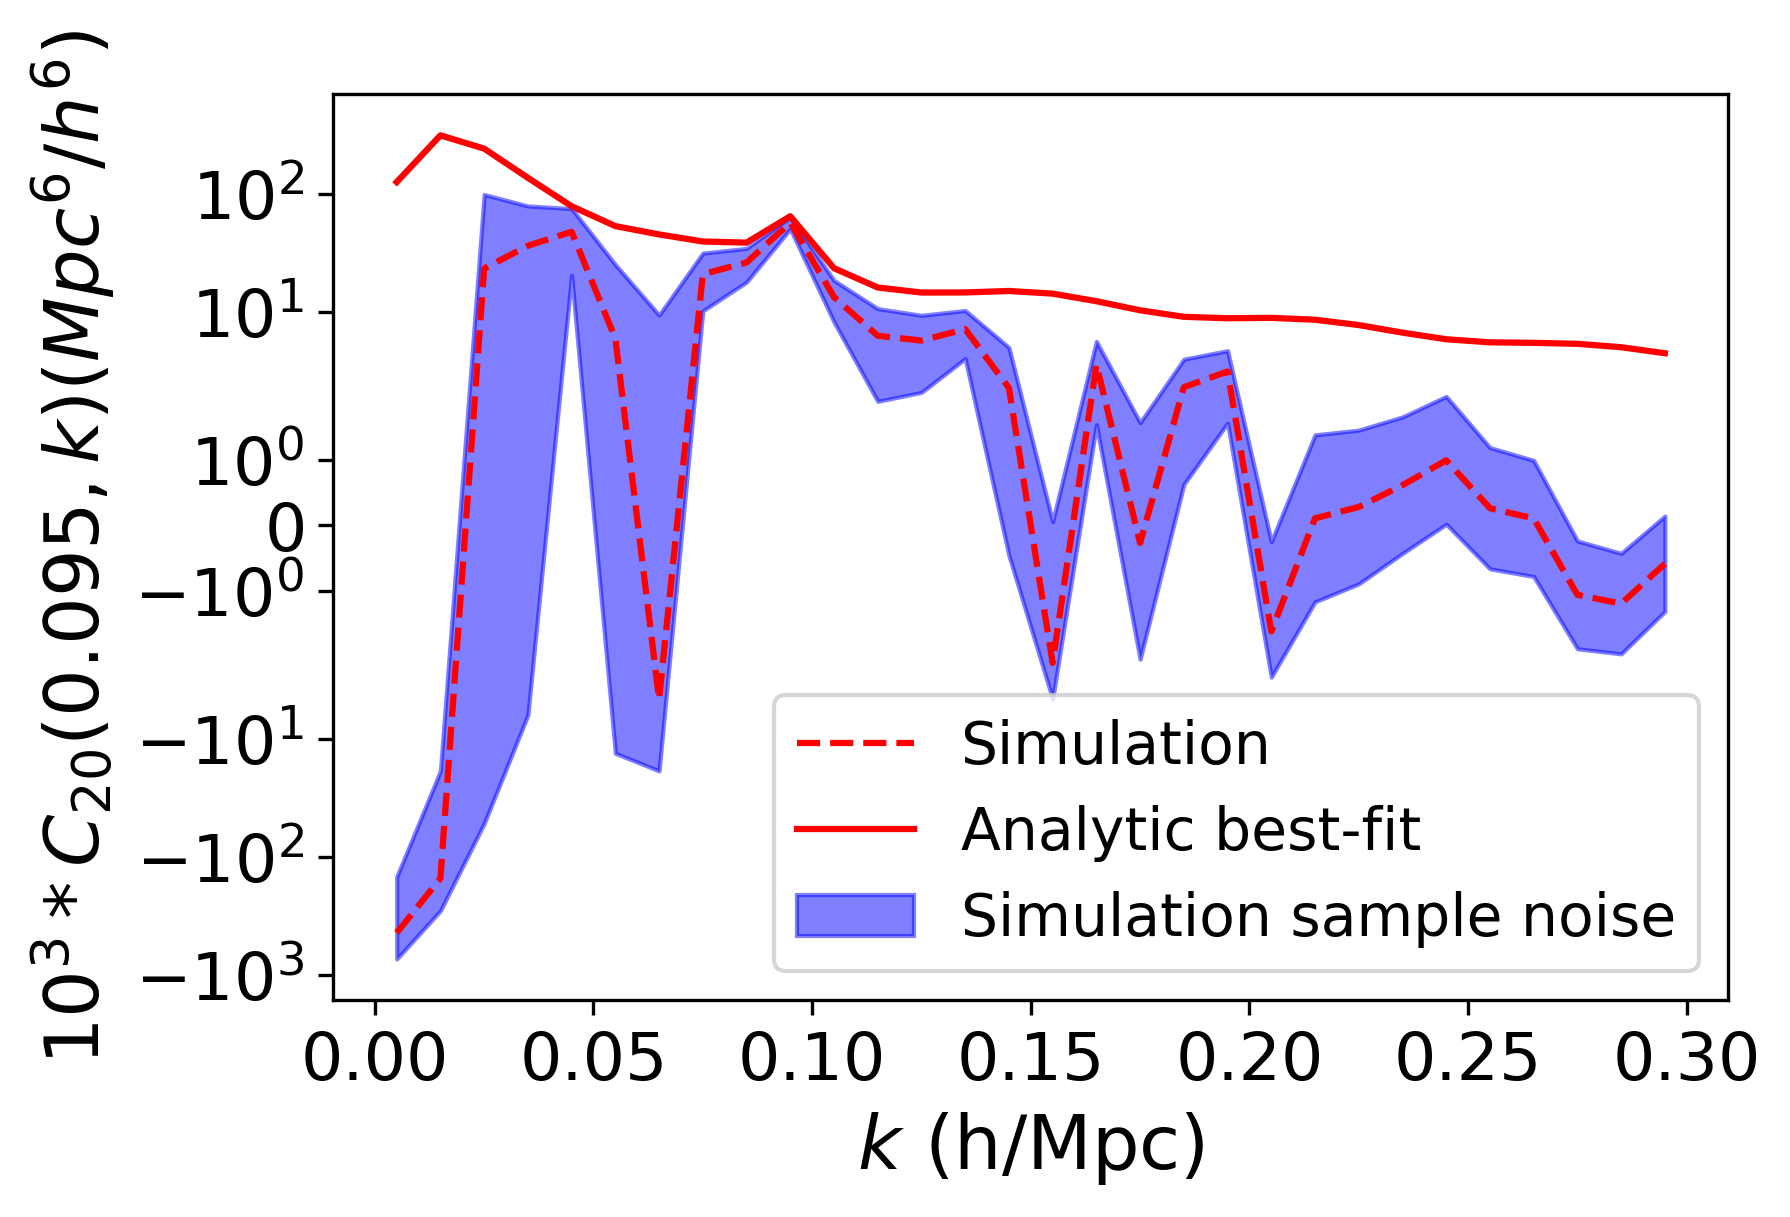 10³ * C₂₀(0.095, k)(Mpc⁶/h⁶)
10²
10¹
10⁰
0
−10⁰
−10¹
−10²
−10³
Simulation
Analytic best-fit
Simulation sample noise
0.00 0.05 0.10 0.15 0.20 0.25 0.30
k (h/Mpc)